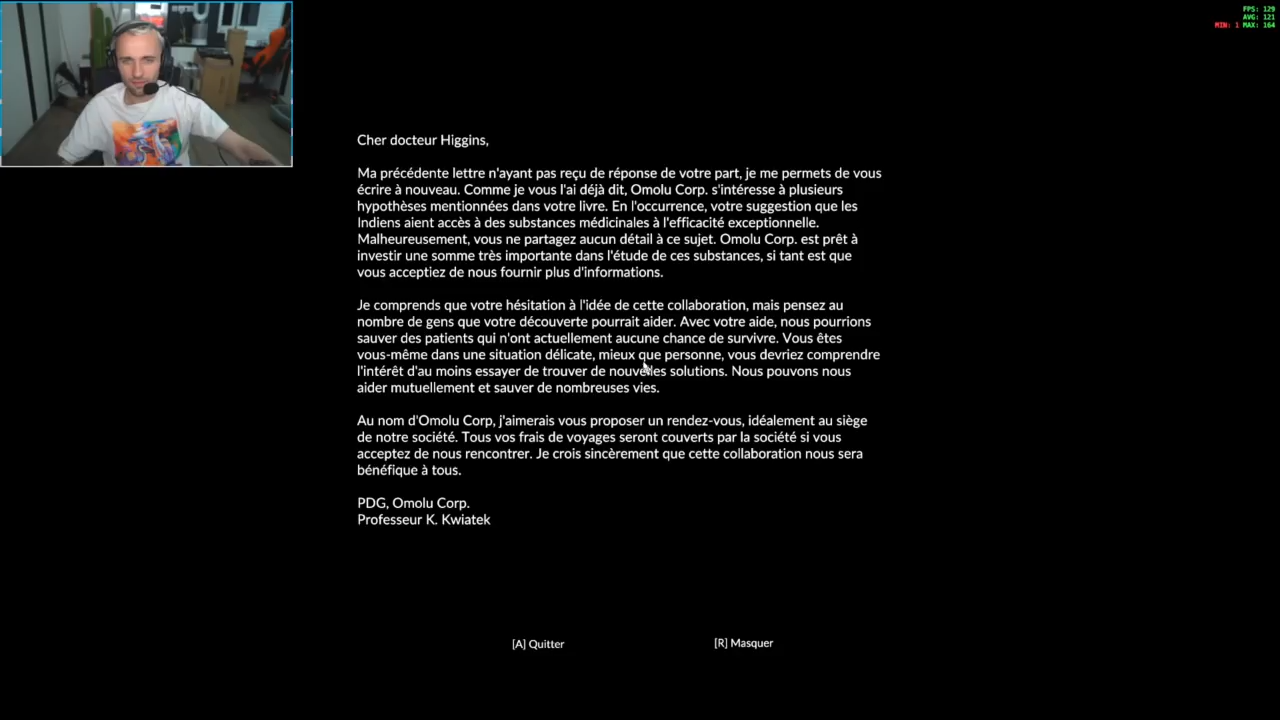 FPS: 129
AVG: 121
MIN: 1 MAX: 164
Cher docteur Higgins,
Ma précédente lettre n'ayant pas reçu de réponse de votre part, je me permets de vous
écrire à nouveau. Comme je vous l'ai déjà dit, Omolu Corp. s'intéresse à plusieurs
hypothèses mentionnées dans votre livre. En l'occurrence, votre suggestion que les
Indiens aient accès à des substances médicinales à l'efficacité exceptionnelle.
Malheureusement, vous ne partagez aucun détail à ce sujet. Omolu Corp. est prêt à
investir une somme très importante dans l'étude de ces substances, si tant est que
vous acceptiez de nous fournir plus d'informations.
Je comprends que votre hésitation à l'idée de cette collaboration, mais pensez au
nombre de gens que votre découverte pourrait aider. Avec votre aide, nous pourrions
sauver des patients qui n'ont actuellement aucune chance de survivre. Vous êtes
vous-même dans une situation délicate, mieux que personne, vous devriez comprendre
l'intérêt d'au moins essayer de trouver de nouvelles solutions. Nous pouvons nous
aider mutuellement et sauver de nombreuses vies.
Au nom d'Omolu Corp, j'aimerais vous proposer un rendez-vous, idéalement au siège
de notre société. Tous vos frais de voyages seront couverts par la société si vous
acceptez de nous rencontrer. Je crois sincèrement que cette collaboration nous sera
bénéfique à tous.
PDG, Omolu Corp.
Professeur K. Kwiatek
[A] Quitter
[R] Masquer